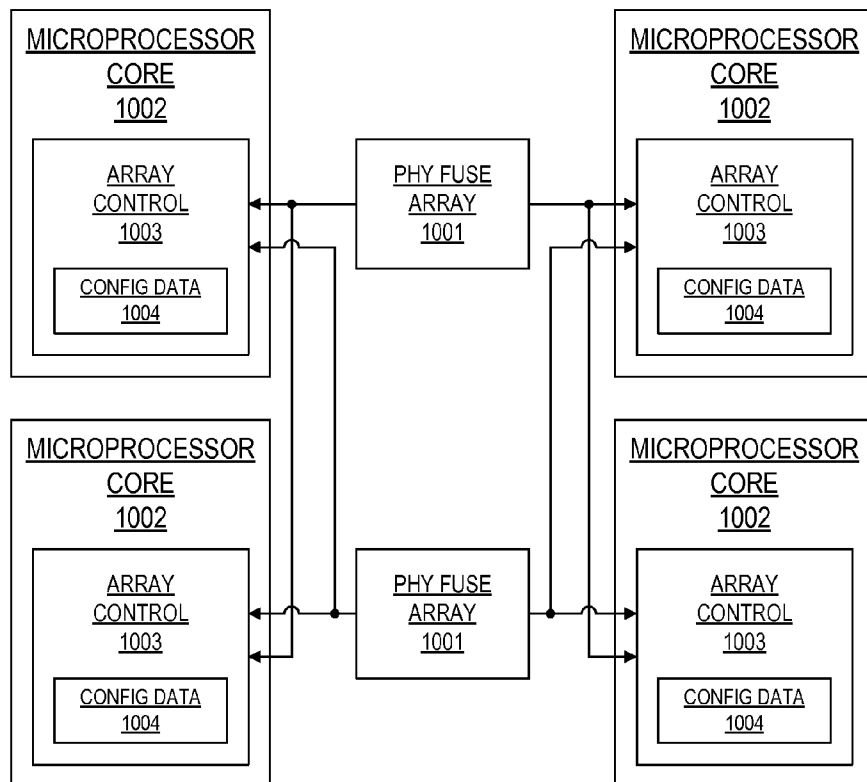 MICROPROCESSOR
CORE
1002
ARRAY
CONTROL
1003
CONFIG DATA
1004
PHY FUSE
ARRAY
1001
MICROPROCESSOR
CORE
1002
ARRAY
CONTROL
1003
CONFIG DATA
1004
MICROPROCESSOR
CORE
1002
ARRAY
CONTROL
1003
CONFIG DATA
1004
PHY FUSE
ARRAY
1001
MICROPROCESSOR
CORE
1002
ARRAY
CONTROL
1003
CONFIG DATA
1004